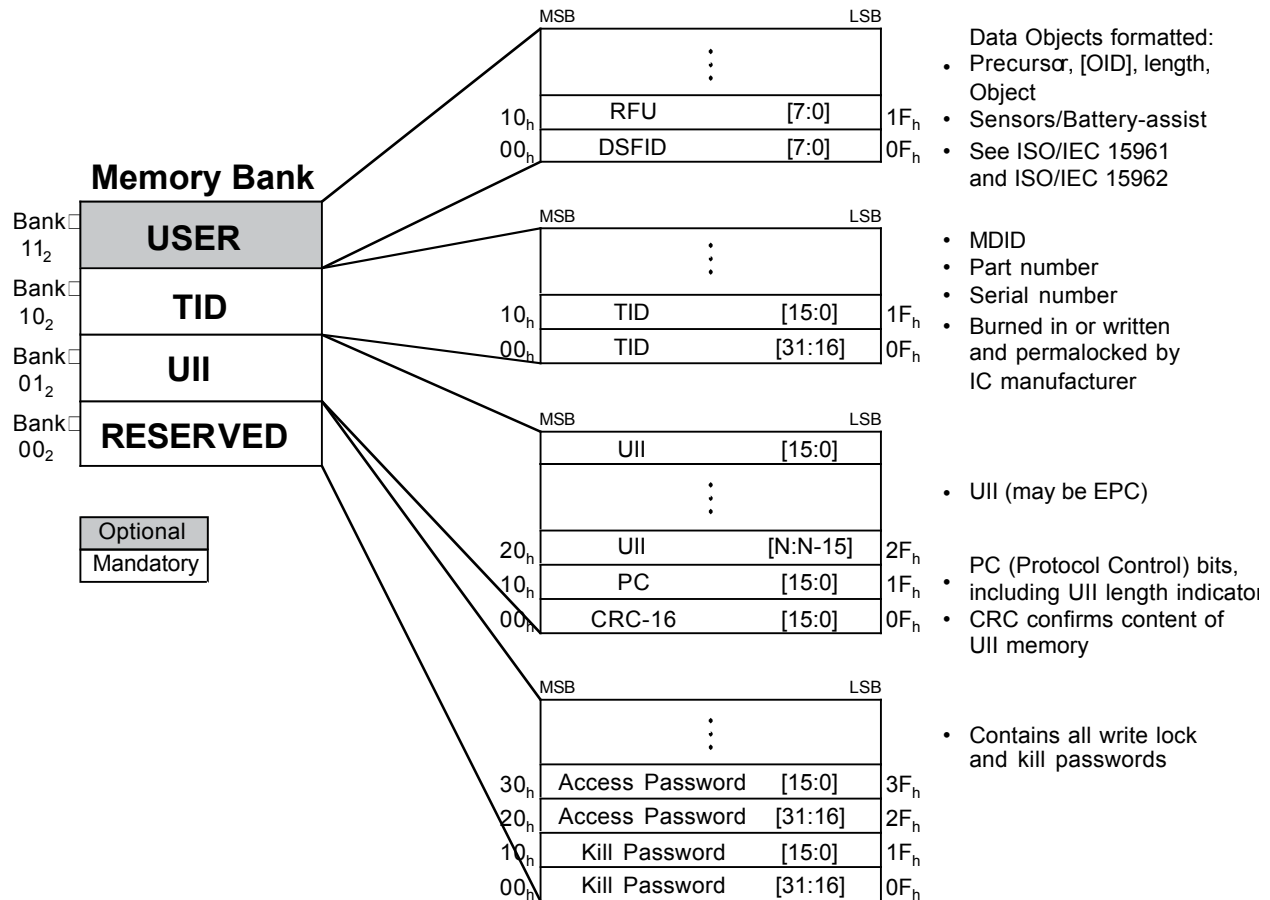 MSB LSB
10h RFU [7:0] 1Fh
00h DSFID [7:0] 0Fh
Data Objects formatted:
• Precursor, [OID], length,
Object
• Sensors/Battery-assist
• See ISO/IEC 15961
and ISO/IEC 15962
Memory Bank
Bank 11₂ USER
Bank 10₂ TID
Bank 01₂ UII
Bank 00₂ RESERVED
Optional
Mandatory
MSB LSB
10h TID [15:0] 1Fh
00h TID [31:16] 0Fh
• MDID
• Part number
• Serial number
• Burned in or written
and permalocked by
IC manufacturer
MSB LSB
UII [15:0]
20h UII [N:N-15] 2Fh
10h PC [15:0] 1Fh
00h CRC-16 [15:0] 0Fh
• UII (may be EPC)
PC (Protocol Control) bits,
• including UII length indicator
• CRC confirms content of
UII memory
MSB LSB
30h Access Password [15:0] 3Fh
20h Access Password [31:16] 2Fh
10h Kill Password [15:0] 1Fh
00h Kill Password [31:16] 0Fh
• Contains all write lock
and kill passwords